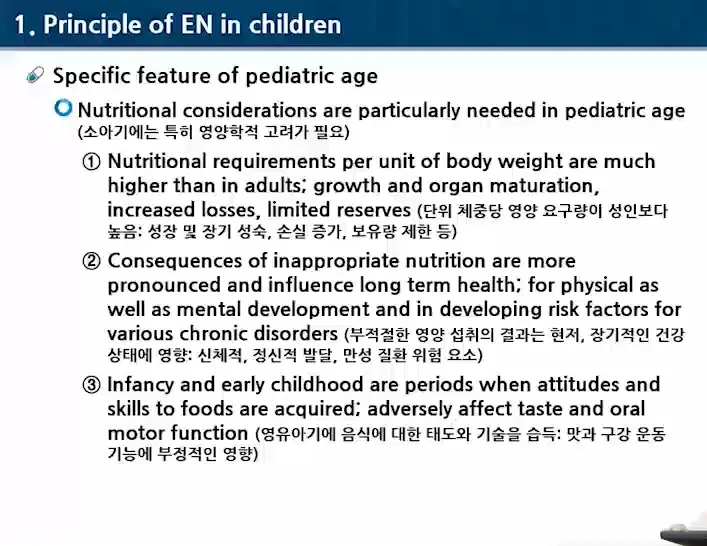 1. Principle of EN in children
Specific feature of pediatric age
Nutritional considerations are particularly needed in pediatric age
(소아기에는 특히 영양학적 고려가 필요)
① Nutritional requirements per unit of body weight are much
higher than in adults; growth and organ maturation,
increased losses, limited reserves (단위 체중당 영양 요구량이 성인보다
높음: 성장 및 장기 성숙, 손실 증가, 보유량 제한 등)
② Consequences of inappropriate nutrition are more
pronounced and influence long term health; for physical as
well as mental development and in developing risk factors for
various chronic disorders (부적절한 영양 섭취의 결과는 현저, 장기적인 건강
상태에 영향: 신체적, 정신적 발달, 만성 질환 위험 요소)
③ Infancy and early childhood are periods when attitudes and
skills to foods are acquired; adversely affect taste and oral
motor function (영유아기에 음식에 대한 태도와 기술을 습득: 맛과 구강 운동
기능에 부정적인 영향)